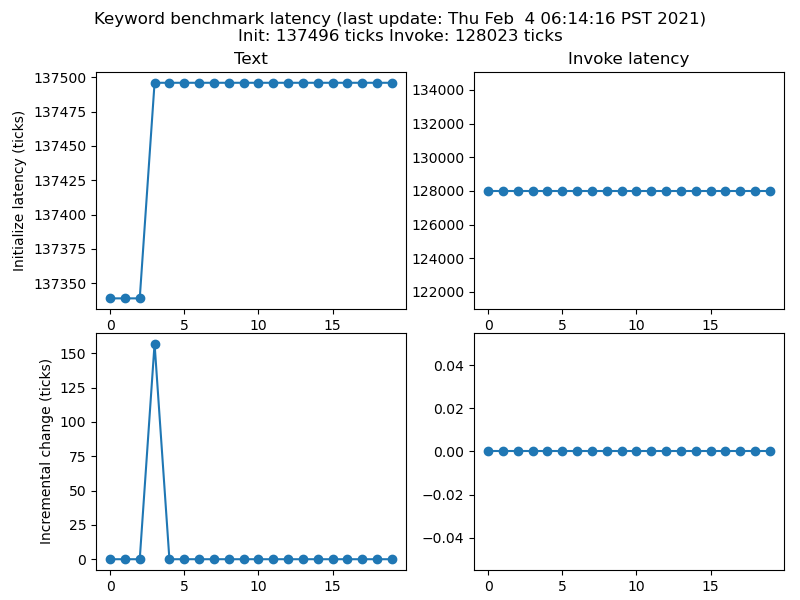 Keyword benchmark latency (last update: Thu Feb  4 06:14:16 PST 2021)
Init: 137496 ticks Invoke: 128023 ticks
Text
Initialize latency (ticks)
137500
137475
137450
137425
137400
137375
137350
0 5 10 15
Invoke latency
134000
132000
130000
128000
126000
124000
122000
0 5 10 15
Incremental change (ticks)
150
125
100
75
50
25
0
0 5 10 15
0.04
0.02
0.00
−0.02
−0.04
0 5 10 15